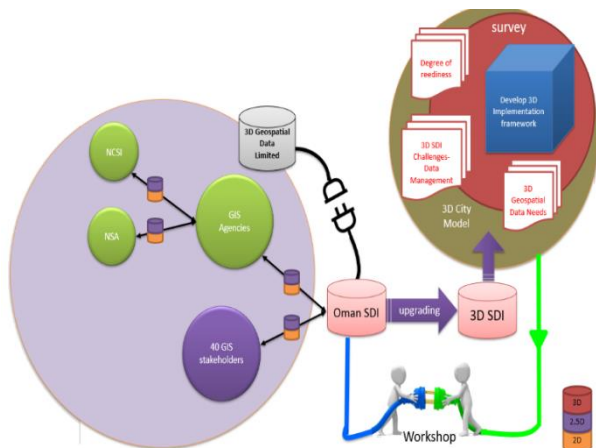 survey
Degree of
reediness
Develop 3D
Implementation
framework
3D SDI
Challenges-
Data
Management
3D
Geospatial
Data Needs
3D City
Model
3D Geospatial
Data
Limited
NCSI
NSA
GIS
Agencies
40 GIS
stakeholders
Oman SDI
upgrading
3D SDI
Workshop
3D
2.5D
2D